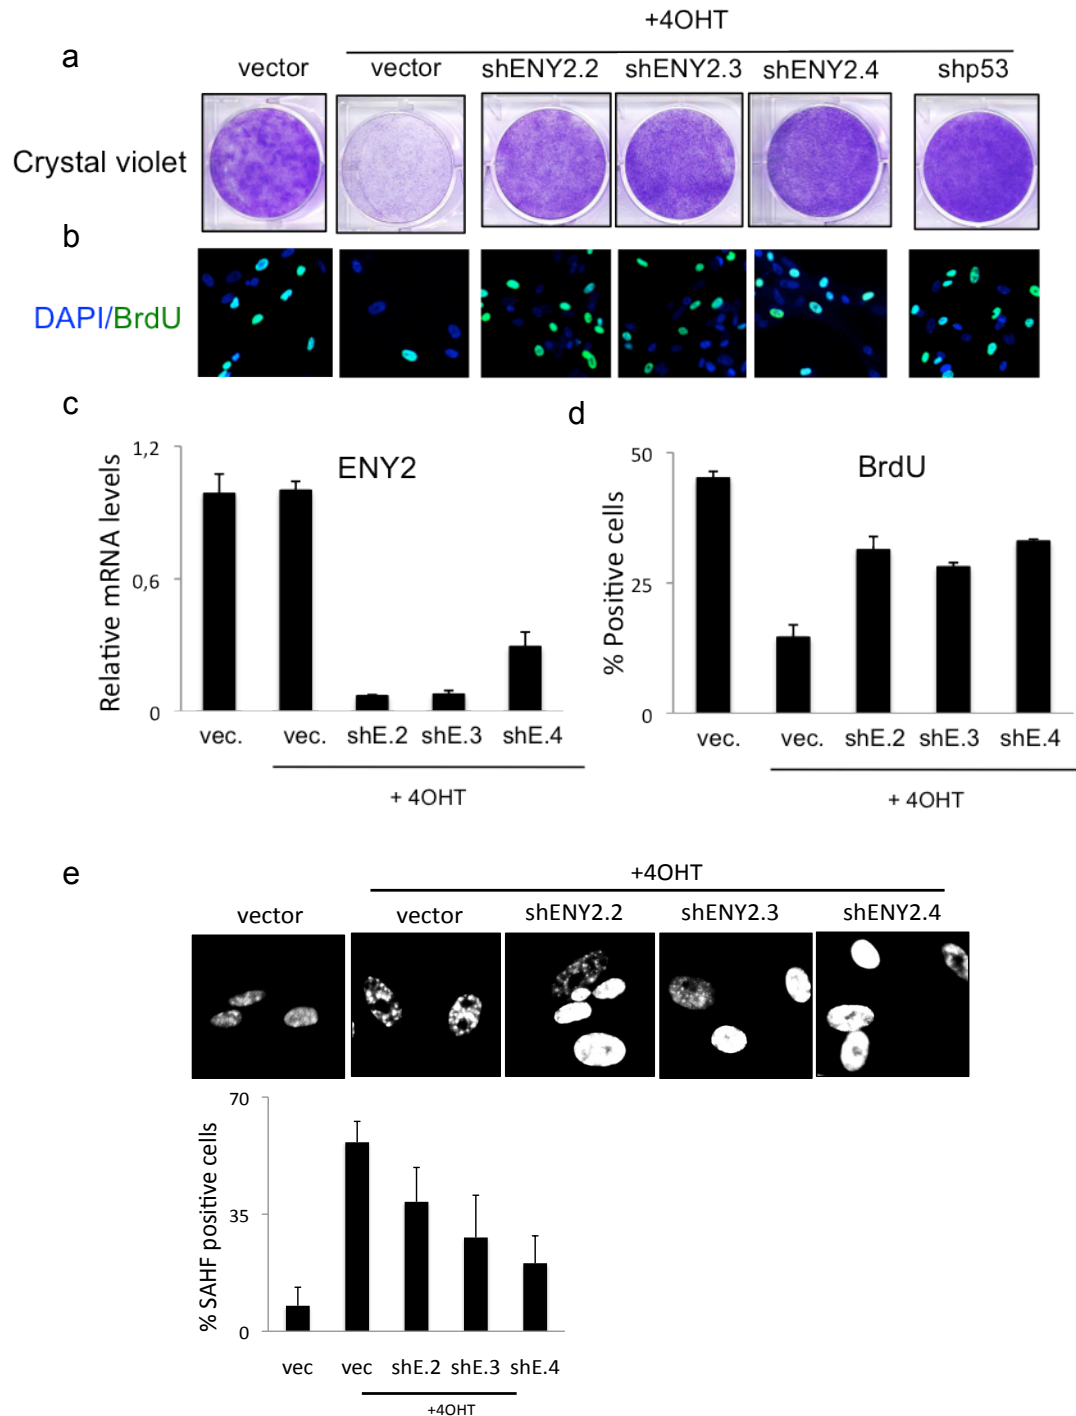 +4OHT
a
vector vector shENY2.2 shENY2.3 shENY2.4 shp53
Crystal violet
b
DAPI/BrdU
c
d
1,2
ENY2
Relative mRNA levels
0,6
0
vec. vec. shE.2 shE.3 shE.4
+ 4OHT
50
BrdU
% Positive cells
25
0
vec. vec. shE.2 shE.3 shE.4
+ 4OHT
e
+4OHT
vector vector shENY2.2 shENY2.3 shENY2.4
70
% SAHF positive cells
35
0
vec vec shE.2 shE.3 shE.4
+4OHT